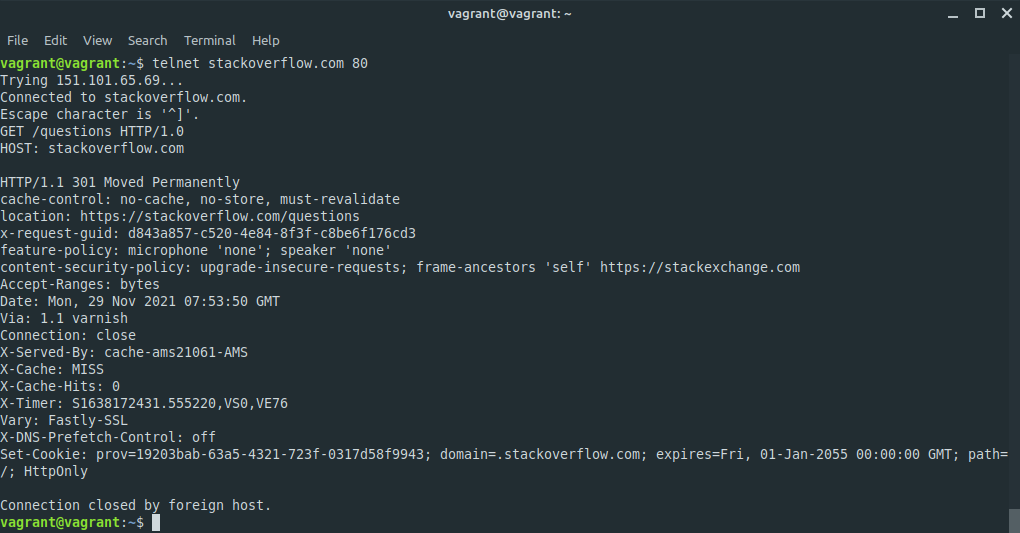 vagrant@vagrant: ~
File Edit View Search Terminal Help
vagrant@vagrant:~$ telnet stackoverflow.com 80
Trying 151.101.65.69...
Connected to stackoverflow.com.
Escape character is '^]'.
GET /questions HTTP/1.0
HOST: stackoverflow.com

HTTP/1.1 301 Moved Permanently
cache-control: no-cache, no-store, must-revalidate
location: https://stackoverflow.com/questions
x-request-guid: d843a857-c520-4e84-8f3f-c8be6f176cd3
feature-policy: microphone 'none'; speaker 'none'
content-security-policy: upgrade-insecure-requests; frame-ancestors 'self' https://stackexchange.com
Accept-Ranges: bytes
Date: Mon, 29 Nov 2021 07:53:50 GMT
Via: 1.1 varnish
Connection: close
X-Served-By: cache-ams21061-AMS
X-Cache: MISS
X-Cache-Hits: 0
X-Timer: S1638172431.555220,VS0,VE76
Vary: Fastly-SSL
X-DNS-Prefetch-Control: off
Set-Cookie: prov=19203bab-63a5-4321-723f-0317d58f9943; domain=.stackoverflow.com; expires=Fri, 01-Jan-2055 00:00:00 GMT; path=
/; HttpOnly

Connection closed by foreign host.
vagrant@vagrant:~$